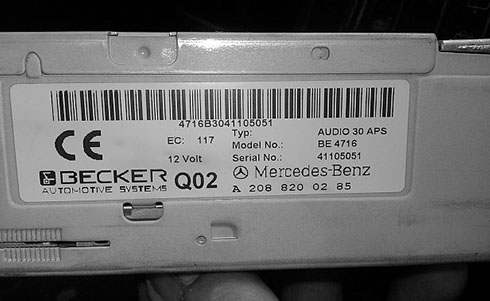 4716B3041105051
CE
EC: 117
Typ: AUDIO 30 APS
Model No.: BE 4716
12 Volt
Serial No.: 41105051
BECKER
AUTOMOTIVE SYSTEMS
Q02
Mercedes-Benz
A 208 820 02 85